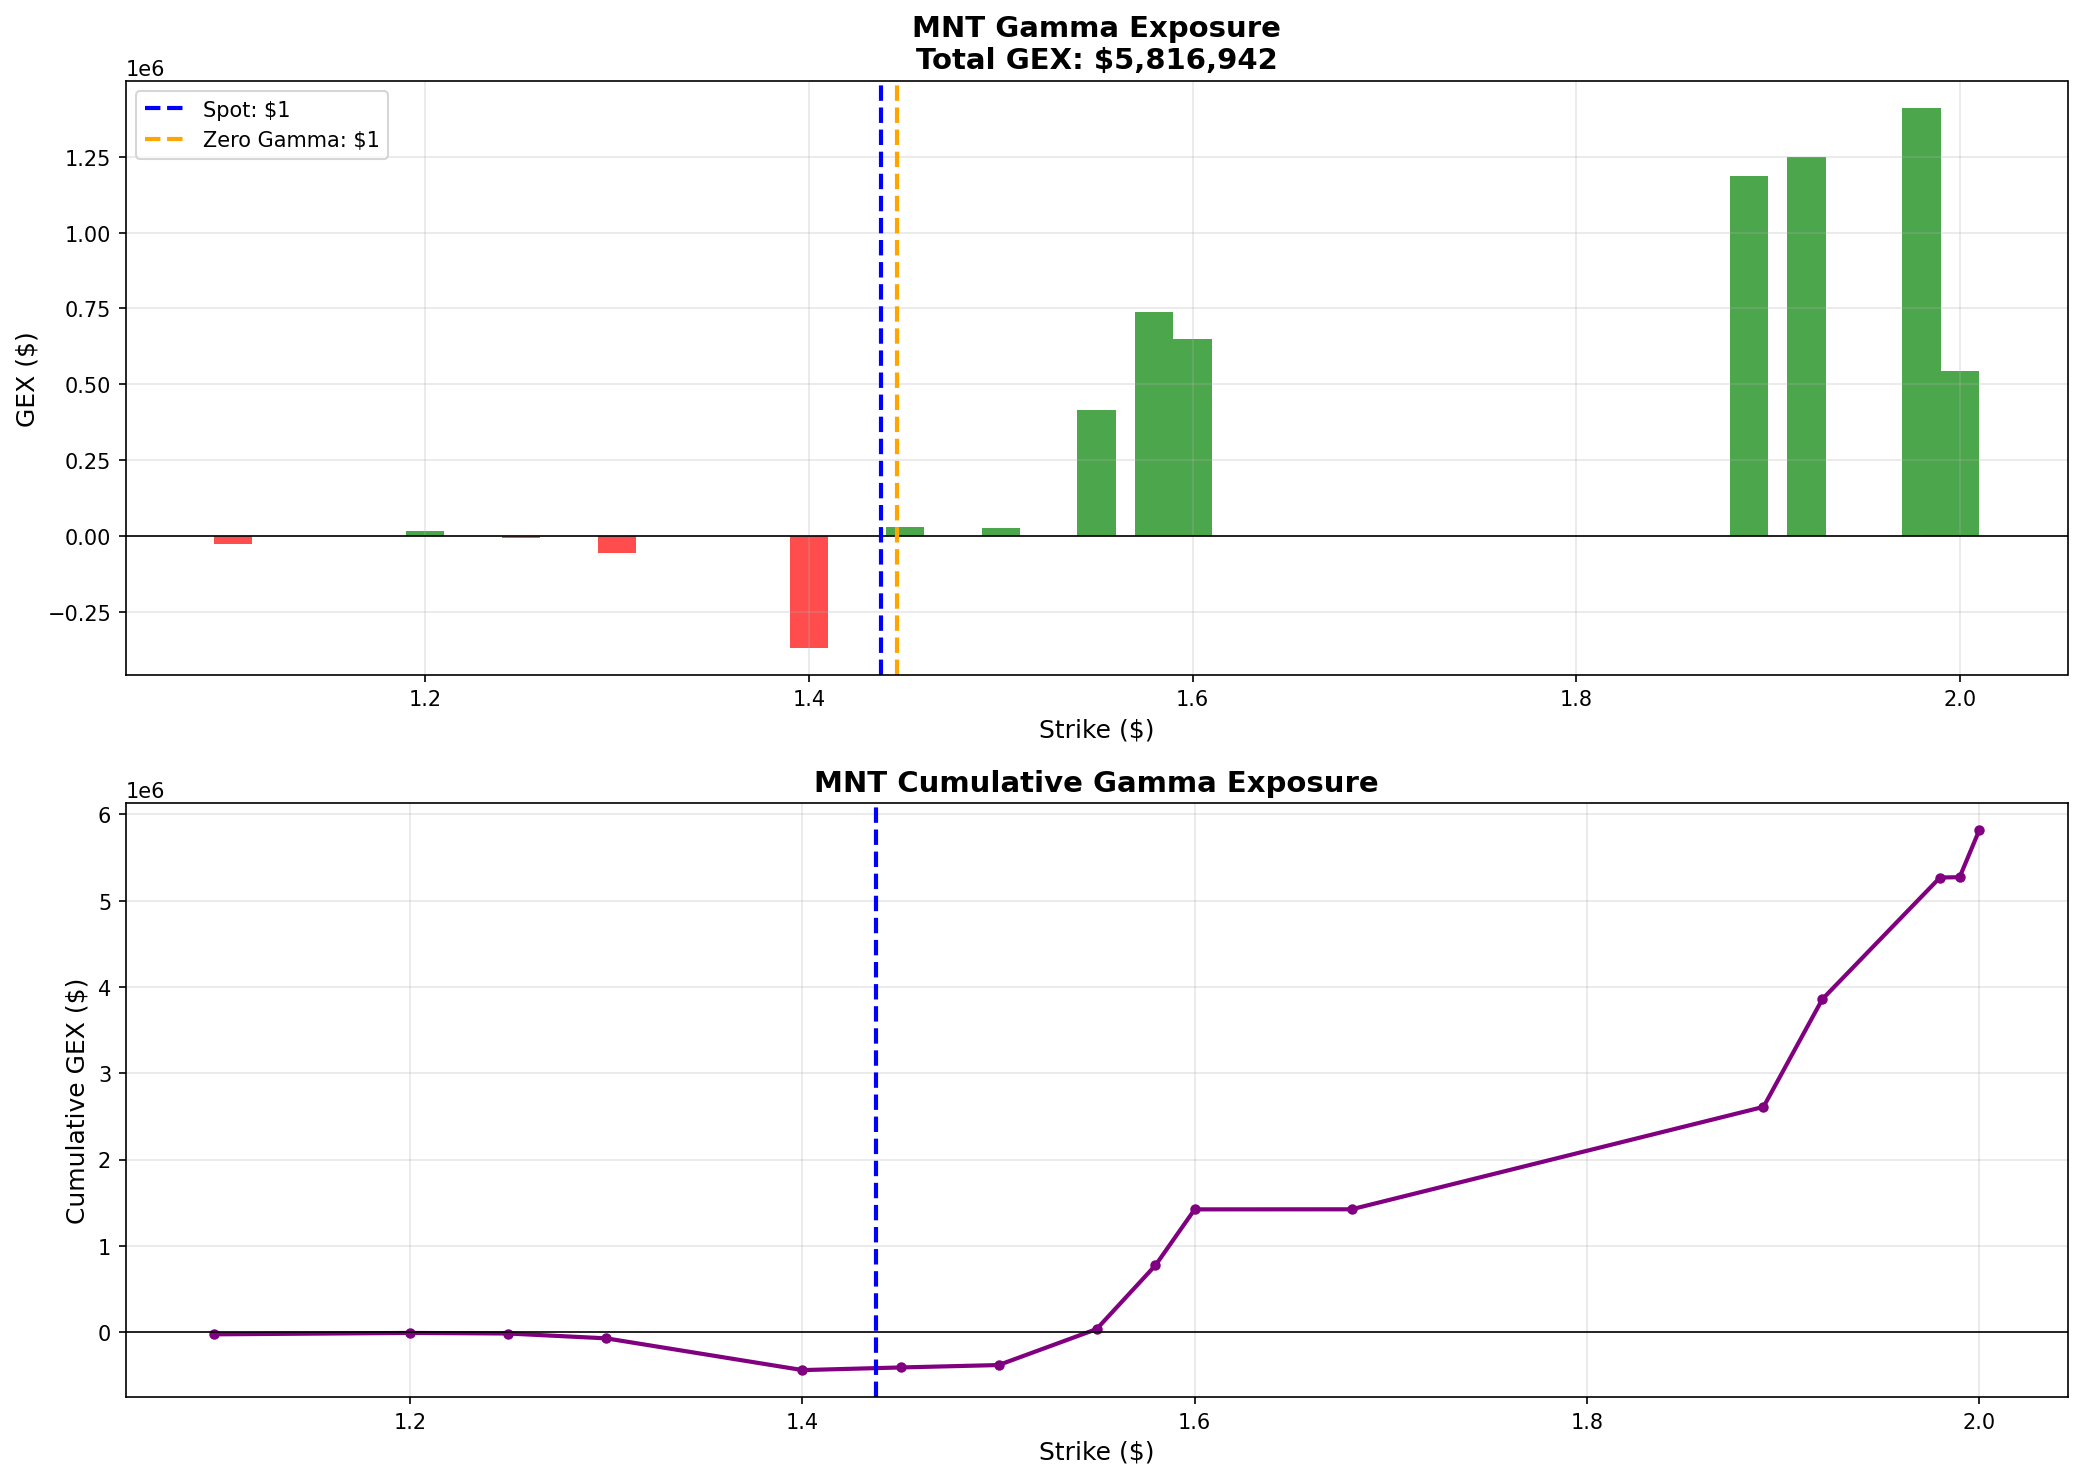 MNT Gamma Exposure
Total GEX: $5,816,942
1e6
Spot: $1
Zero Gamma: $1
1.25
1.00
0.75
0.50
0.25
0.00
−0.25
GEX ($)
1.2
1.4
1.6
1.8
2.0
Strike ($)
MNT Cumulative Gamma Exposure
1e6
6
5
4
3
2
1
0
Cumulative GEX ($)
1.2
1.4
1.6
1.8
2.0
Strike ($)